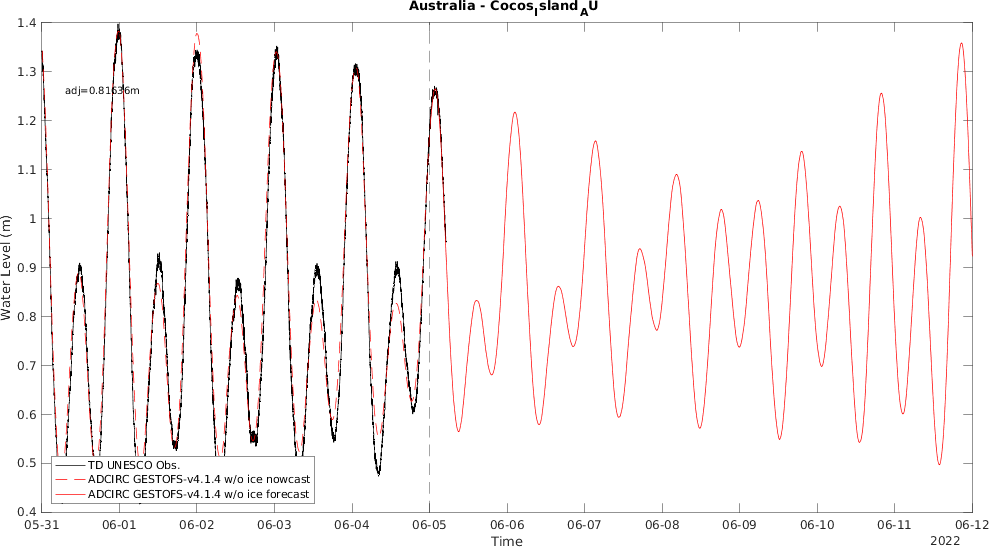 Australia - Cocos_Island_AU
1.4
1.3
adj=0.81636m
1.2
1.1
1
0.9
0.8
0.7
0.6
0.5
0.4
Water Level (m)
TD UNESCO Obs.
ADCIRC GESTOFS-v4.1.4 w/o ice nowcast
ADCIRC GESTOFS-v4.1.4 w/o ice forecast
05-31 06-01 06-02 06-03 06-04 06-05 06-06 06-07 06-08 06-09 06-10 06-11 06-12
Time
2022